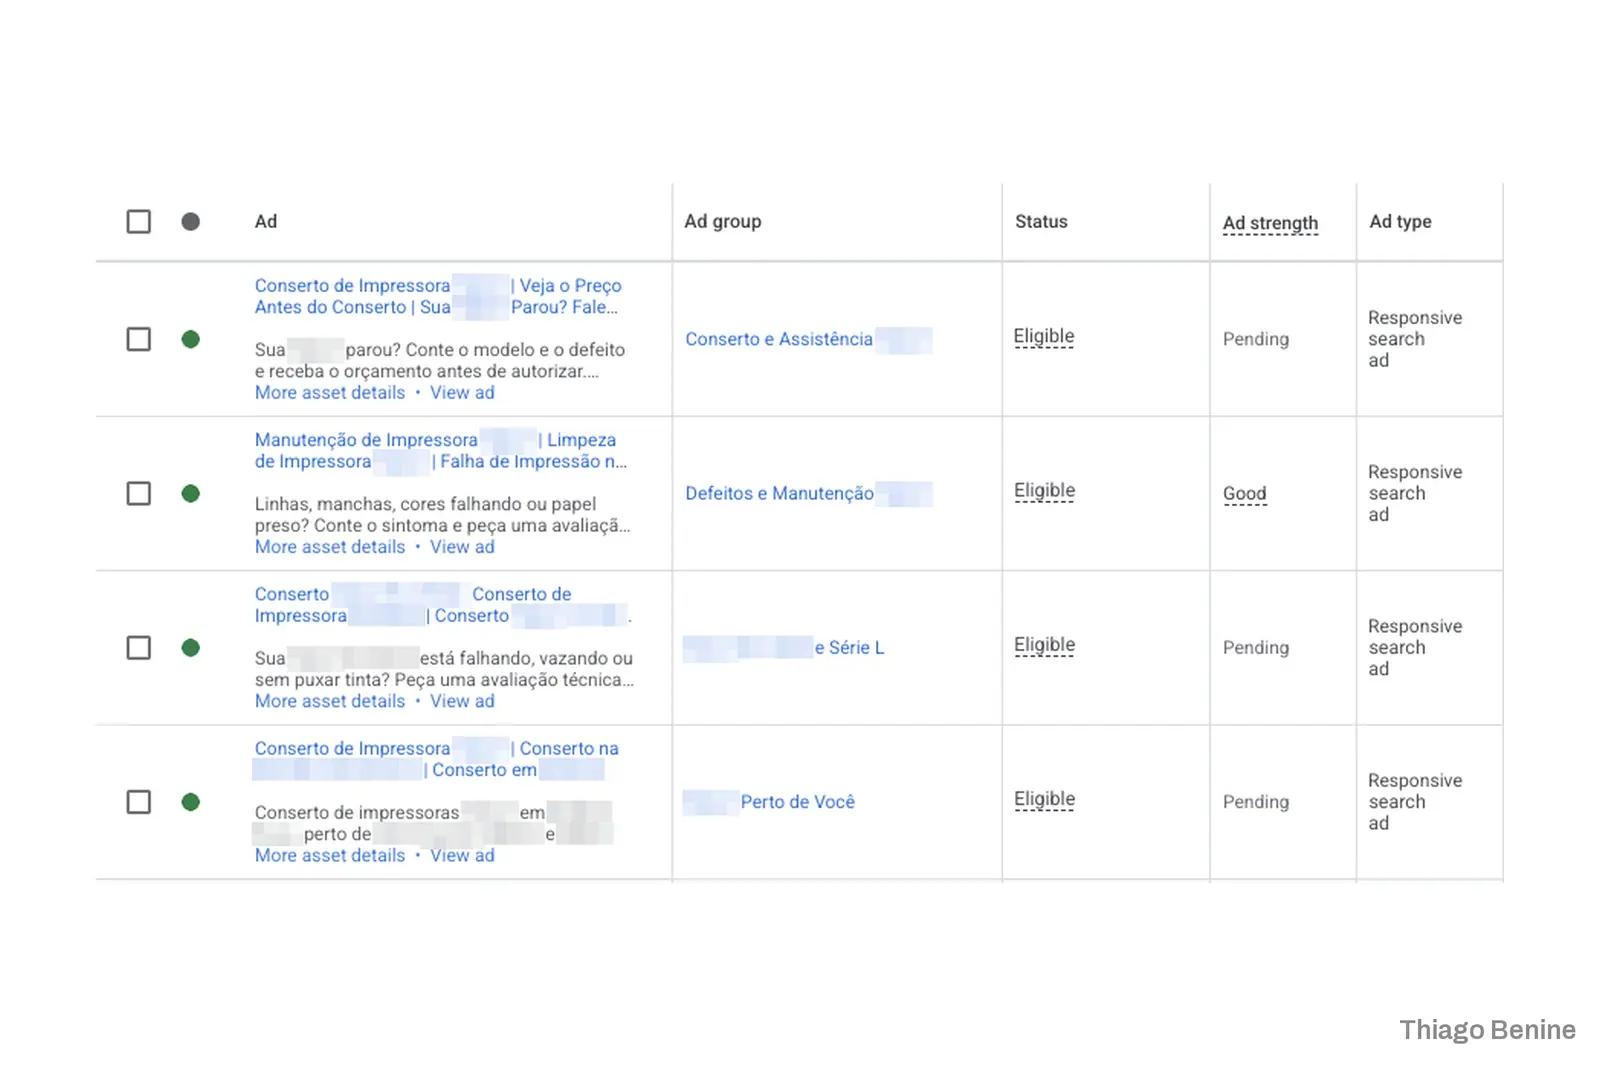 Ad Ad group Status Ad strength Ad type
Conserto de Impressora | Veja o Preço
Antes do Conserto | Sua Parou? Fale...
Sua parou? Conte o modelo e o defeito
e receba o orçamento antes de autorizar....
More asset details • View ad
Conserto e Assistência
Eligible
Pending
Responsive
search
ad
Manutenção de Impressora | Limpeza
de Impressora | Falha de Impressão n...
Linhas, manchas, cores falhando ou papel
preso? Conte o sintoma e peça uma avaliaçã...
More asset details • View ad
Defeitos e Manutenção
Eligible
Good
Responsive
search
ad
Conserto Conserto de
Impressora | Conserto .
Sua está falhando, vazando ou
sem puxar tinta? Peça uma avaliação técnica...
More asset details • View ad
e Série L
Eligible
Pending
Responsive
search
ad
Conserto de Impressora | Conserto na
| Conserto em
Conserto de impressoras em
perto de e
More asset details • View ad
Perto de Você
Eligible
Pending
Responsive
search
ad
Thiago Benine